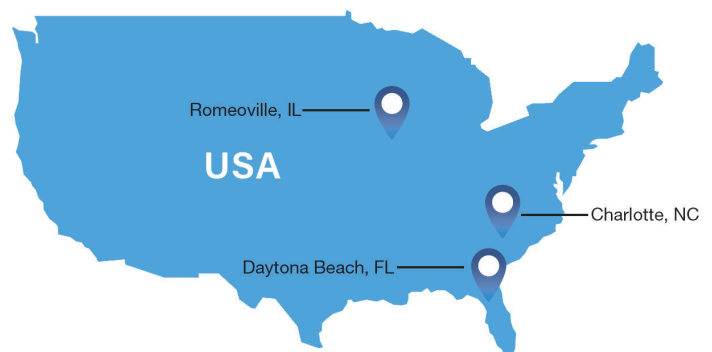 Romeoville, IL
USA
Charlotte, NC
Daytona Beach, FL